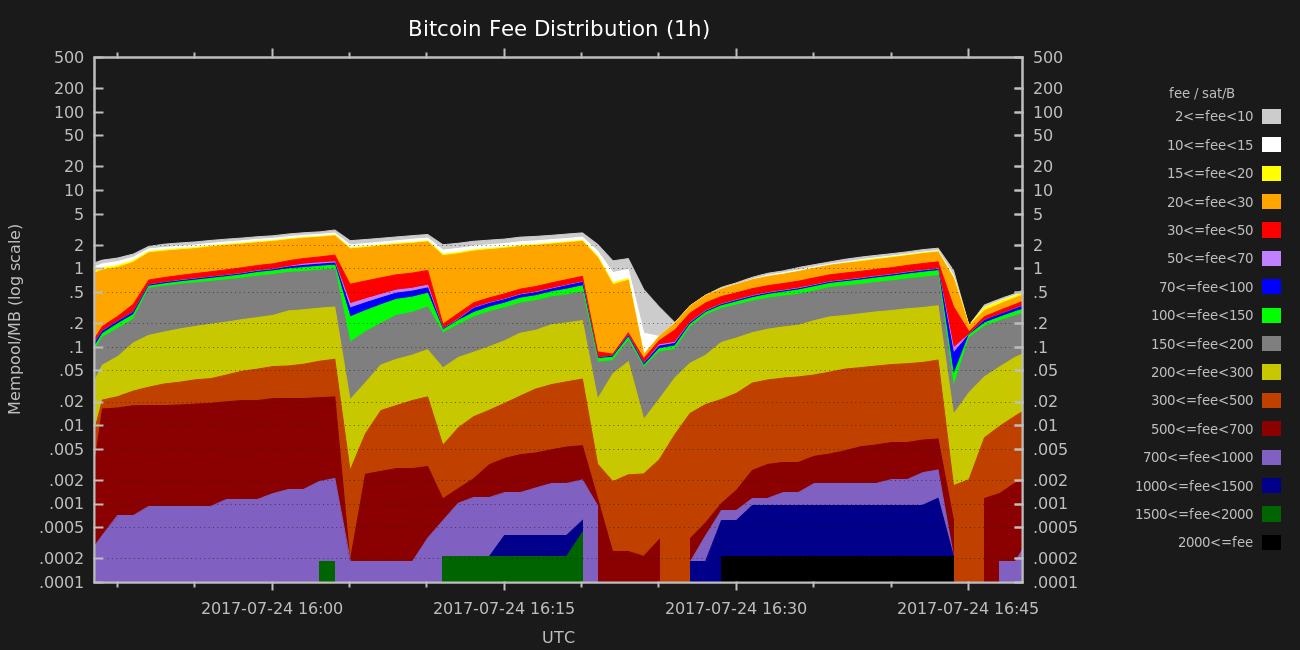 Bitcoin Fee Distribution (1h)
500 500
200 200
100 100
50 50
20 20
10 10
5 5
2 2
1 1
.5 .5
.2 .2
.1 .1
.05 .05
.02 .02
.01 .01
.005 .005
.002 .002
.001 .001
.0005 .0005
.0002 .0002
.0001 .0001
Mempool/MB (log scale)
2017-07-24 16:00 2017-07-24 16:15 2017-07-24 16:30 2017-07-24 16:45
UTC
fee / sat/B
2<=fee<10
10<=fee<15
15<=fee<20
20<=fee<30
30<=fee<50
50<=fee<70
70<=fee<100
100<=fee<150
150<=fee<200
200<=fee<300
300<=fee<500
500<=fee<700
700<=fee<1000
1000<=fee<1500
1500<=fee<2000
2000<=fee